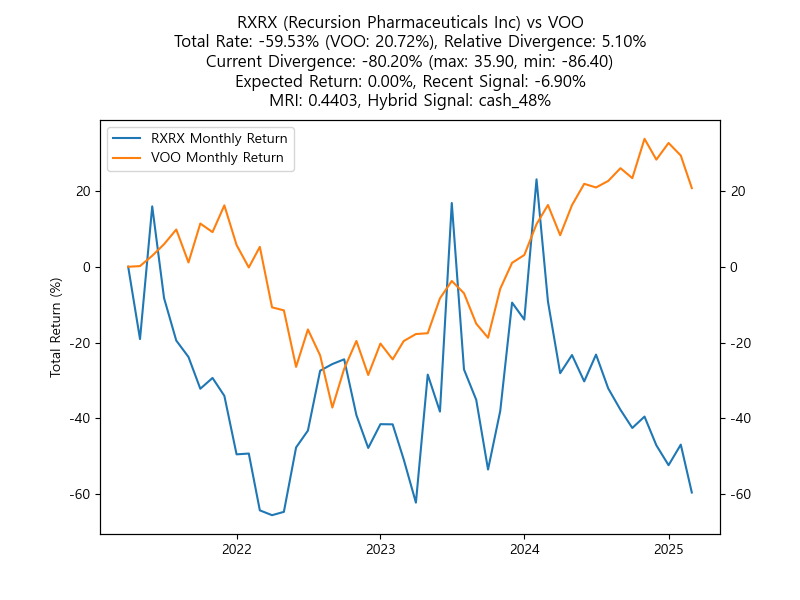 RXRX (Recursion Pharmaceuticals Inc) vs VOO
Total Rate: -59.53% (VOO: 20.72%), Relative Divergence: 5.10%
Current Divergence: -80.20% (max: 35.90, min: -86.40)
Expected Return: 0.00%, Recent Signal: -6.90%
MRI: 0.4403, Hybrid Signal: cash_48%
RXRX Monthly Return
VOO Monthly Return
Total Return (%)
20
0
-20
-40
-60
20
0
-20
-40
-60
2022
2023
2024
2025